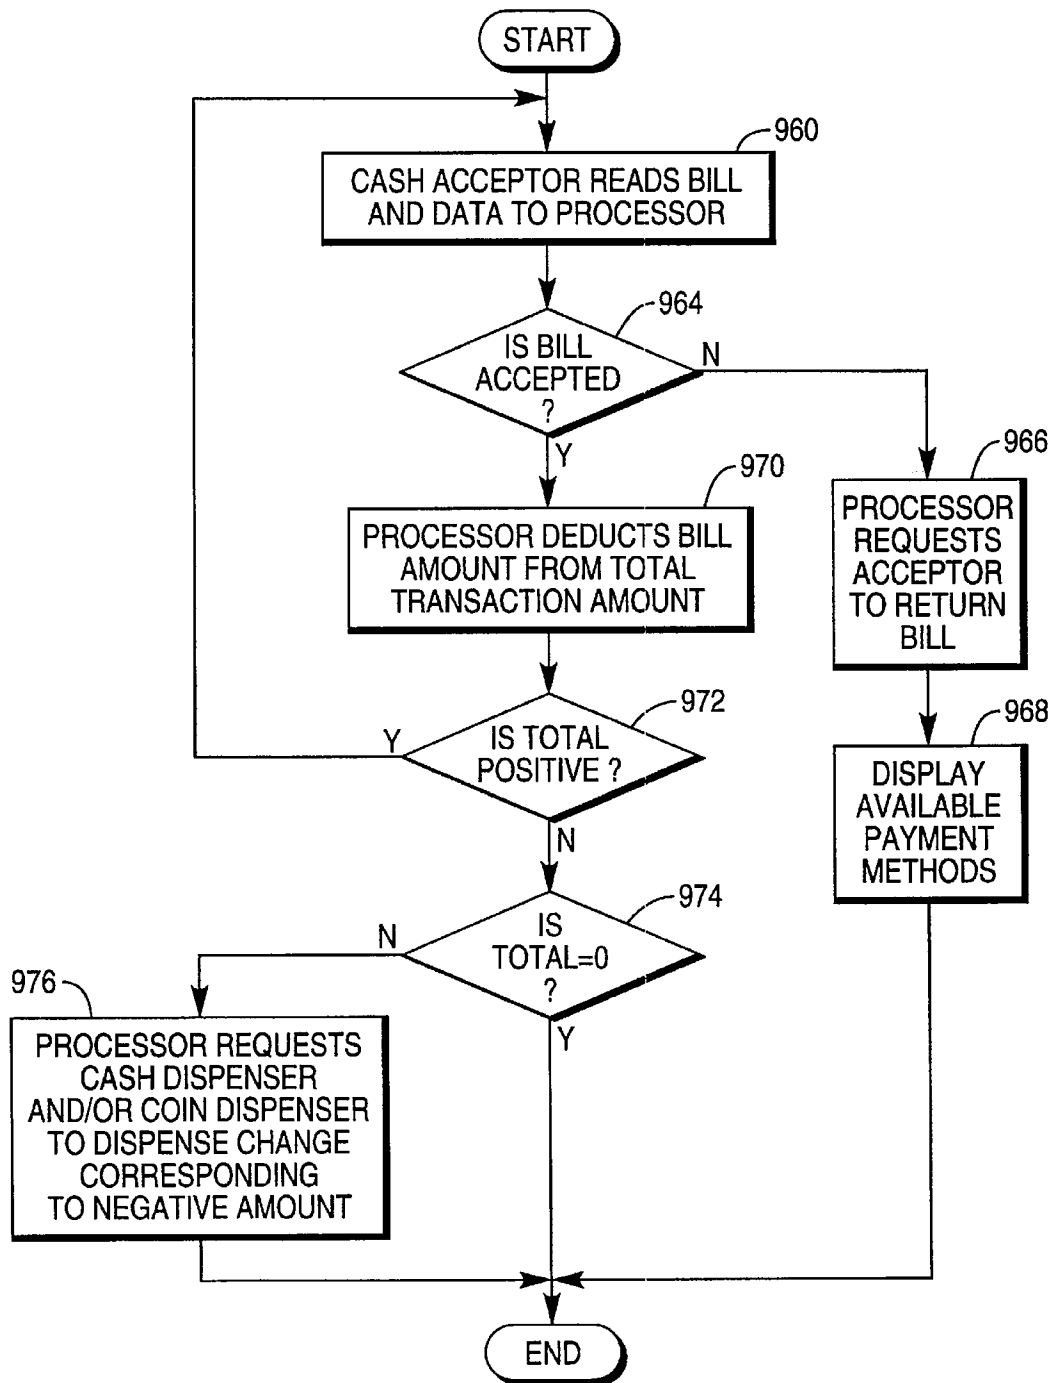 START
960
CASH ACCEPTOR READS BILL
AND DATA TO PROCESSOR
964
IS BILL
ACCEPTED
?
N
Y
966
PROCESSOR
REQUESTS
ACCEPTOR
TO RETURN
BILL
970
PROCESSOR DEDUCTS BILL
AMOUNT FROM TOTAL
TRANSACTION AMOUNT
972
IS TOTAL
POSITIVE ?
Y
N
968
DISPLAY
AVAILABLE
PAYMENT
METHODS
974
IS
TOTAL=0
?
N
Y
976
PROCESSOR REQUESTS
CASH DISPENSER
AND/OR COIN DISPENSER
TO DISPENSE CHANGE
CORRESPONDING
TO NEGATIVE AMOUNT
END